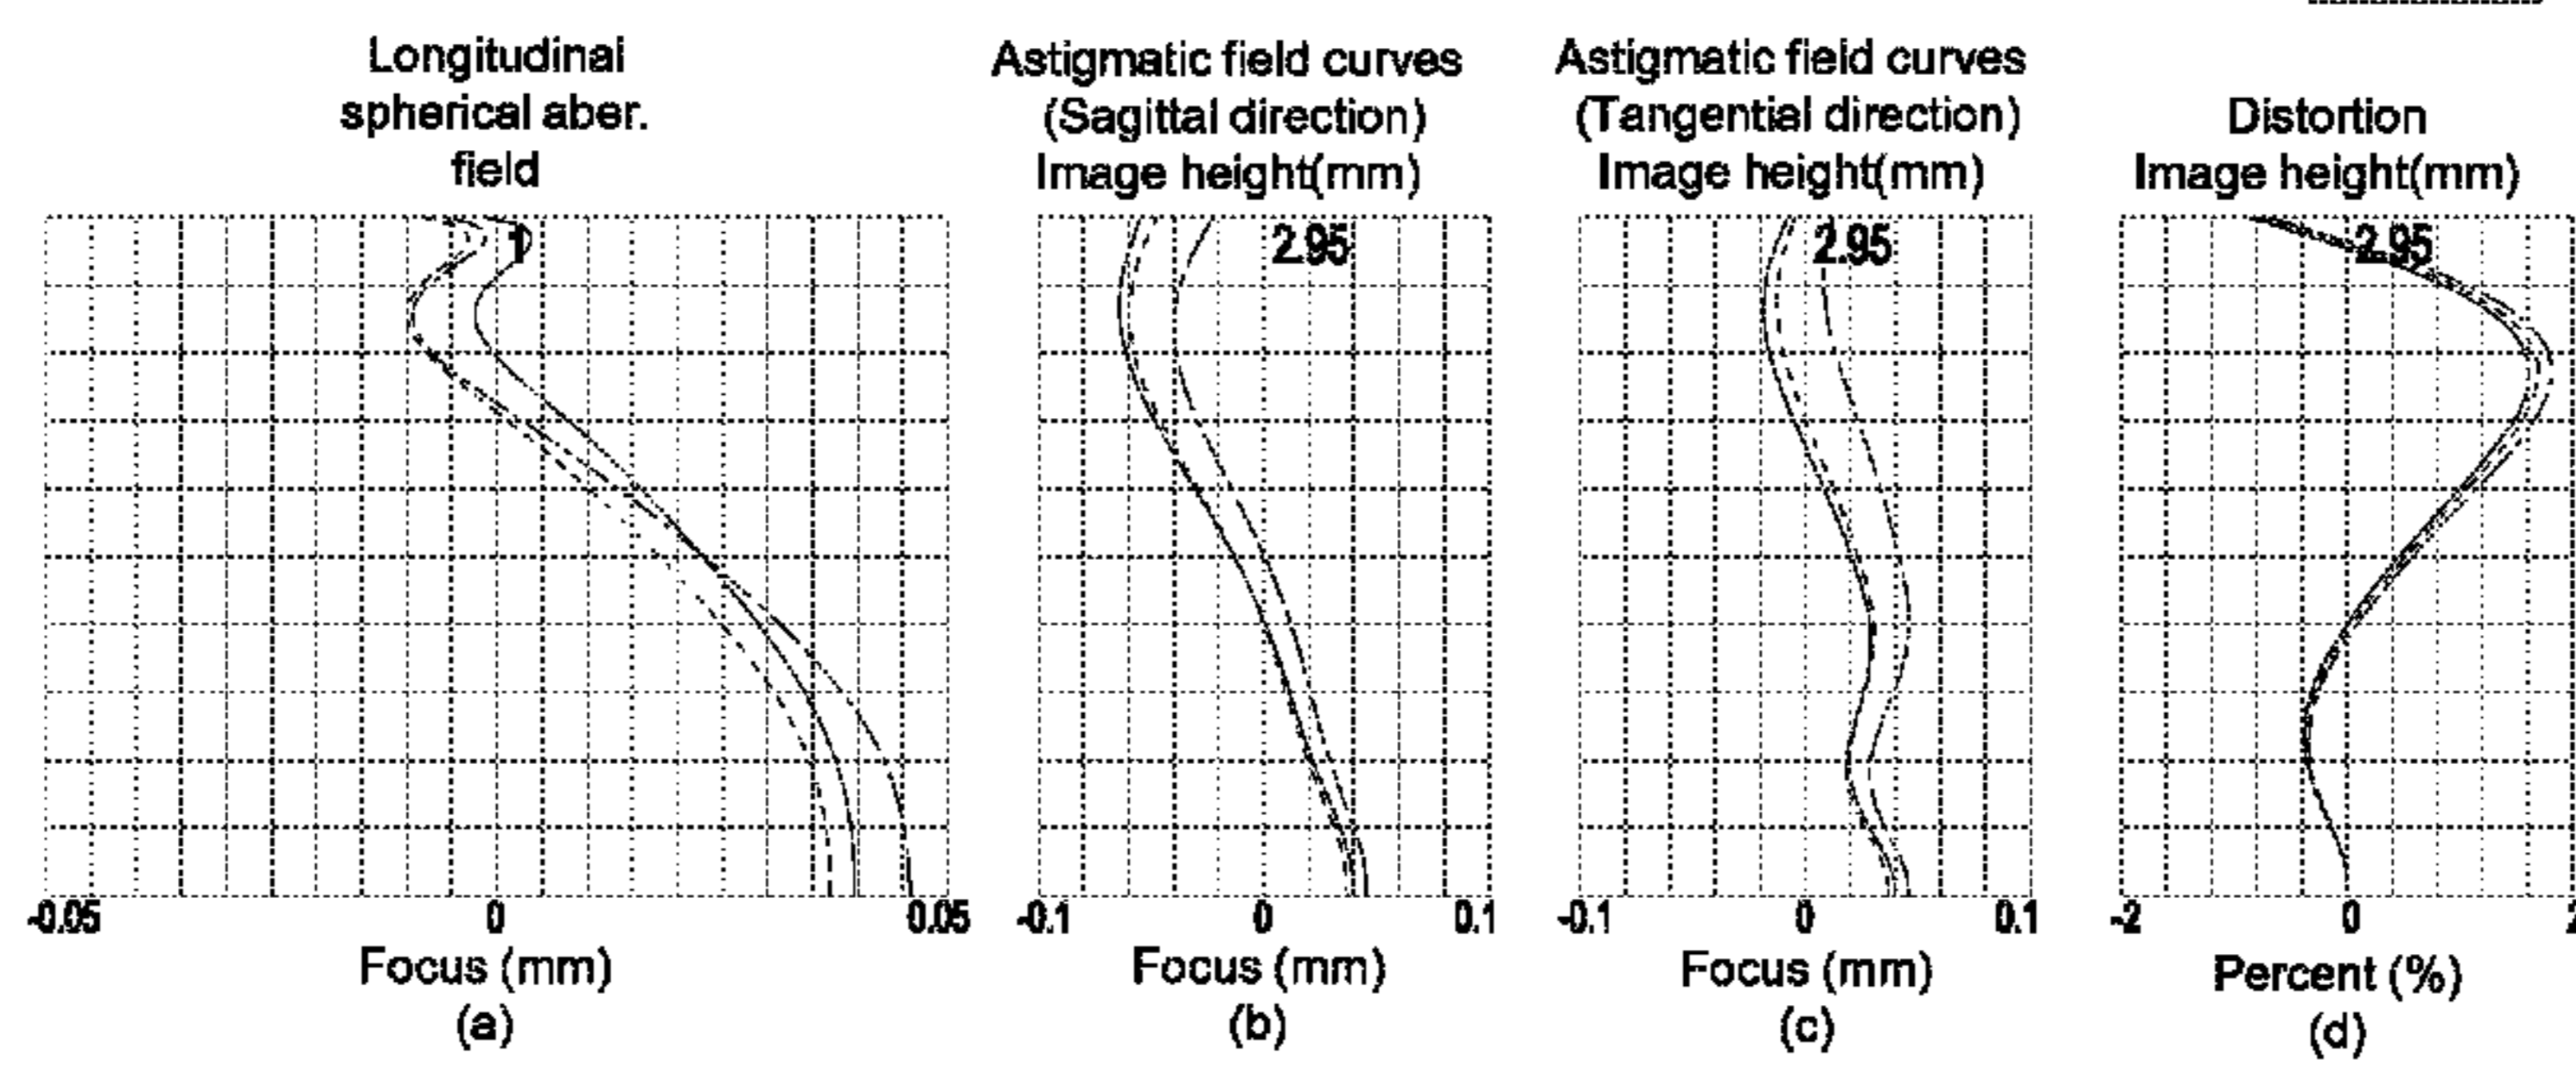 Longitudinal
spherical aber.
field
1
-0.05 0 0.05
Focus (mm)
(a)
Astigmatic field curves
(Sagittal direction)
Image height(mm)
2.95
-0.1 0 0.1
Focus (mm)
(b)
Astigmatic field curves
(Tangential direction)
Image height(mm)
2.95
-0.1 0 0.1
Focus (mm)
(c)
Distortion
Image height(mm)
2.95
-2 0 2
Percent (%)
(d)